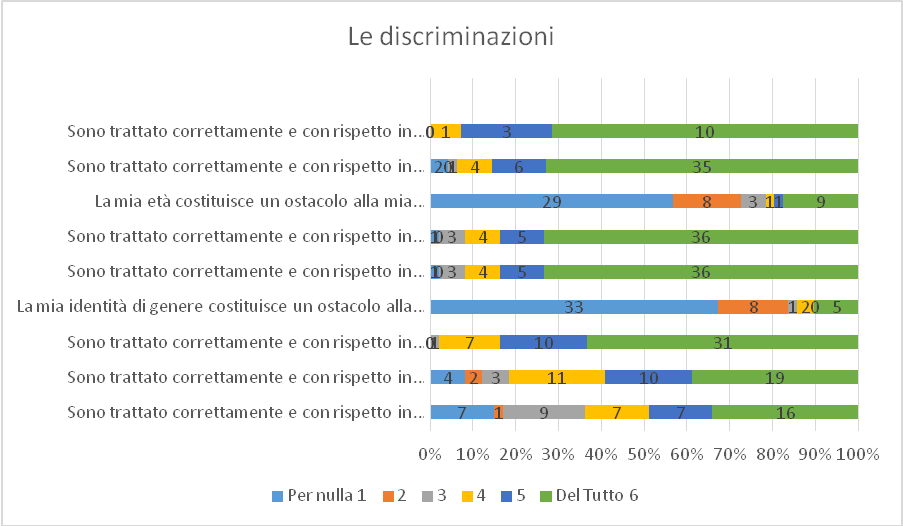 Le discriminazioni
Sono trattato correttamente e con rispetto in… 0 1 3 10
Sono trattato correttamente e con rispetto in… 2 0 1 4 6 35
La mia età costituisce un ostacolo alla mia… 29 8 3 1 1 9
Sono trattato correttamente e con rispetto in… 1 0 3 4 5 36
Sono trattato correttamente e con rispetto in… 1 0 3 4 5 36
La mia identità di genere costituisce un ostacolo alla… 33 8 1 2 0 5
Sono trattato correttamente e con rispetto in… 0 1 7 10 31
Sono trattato correttamente e con rispetto in… 4 2 3 11 10 19
Sono trattato correttamente e con rispetto in… 7 1 9 7 7 16
0% 10% 20% 30% 40% 50% 60% 70% 80% 90% 100%
Per nulla 1 2 3 4 5 Del Tutto 6